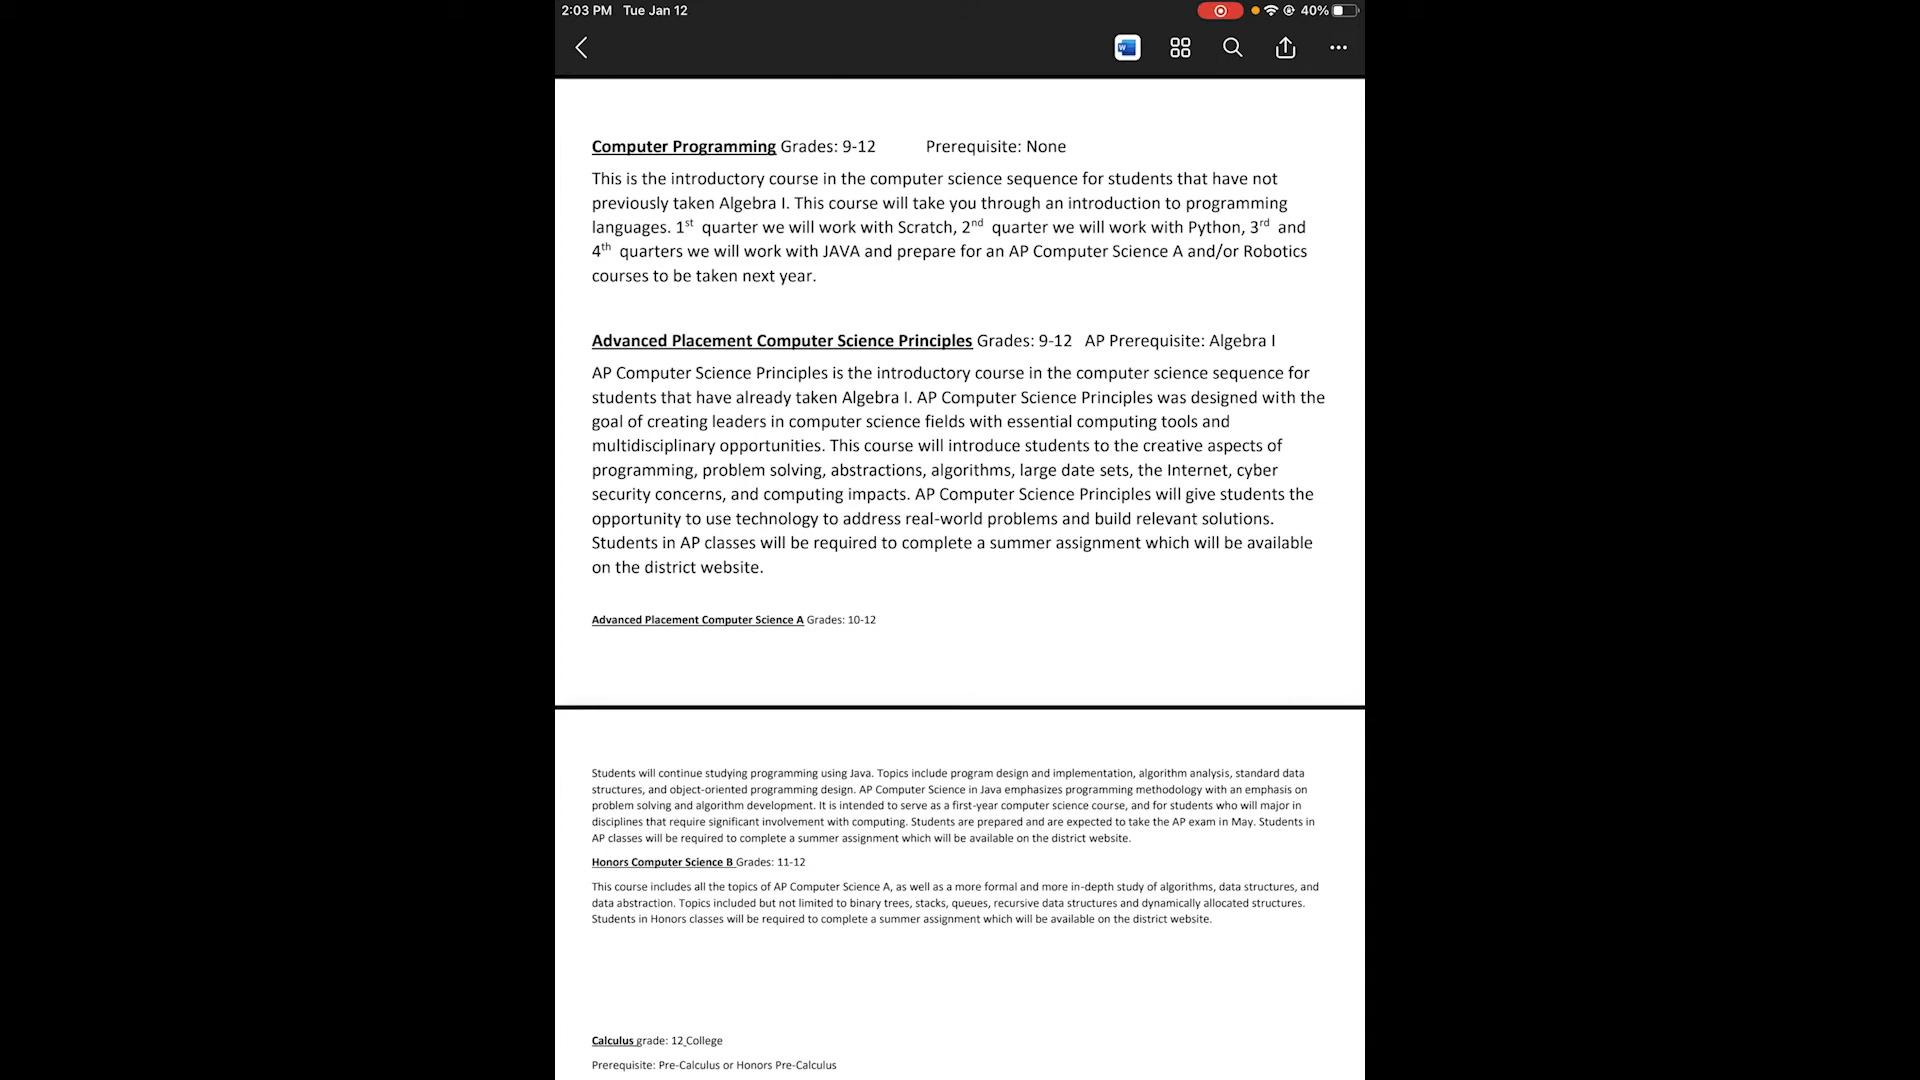 2:03 PM Tue Jan 12
40%
Computer Programming Grades: 9-12 Prerequisite: None
This is the introductory course in the computer science sequence for students that have not
previously taken Algebra I. This course will take you through an introduction to programming
languages. 1st quarter we will work with Scratch, 2nd quarter we will work with Python, 3rd and
4th quarters we will work with JAVA and prepare for an AP Computer Science A and/or Robotics
courses to be taken next year.
Advanced Placement Computer Science Principles Grades: 9-12 AP Prerequisite: Algebra I
AP Computer Science Principles is the introductory course in the computer science sequence for
students that have already taken Algebra I. AP Computer Science Principles was designed with the
goal of creating leaders in computer science fields with essential computing tools and
multidisciplinary opportunities. This course will introduce students to the creative aspects of
programming, problem solving, abstractions, algorithms, large date sets, the Internet, cyber
security concerns, and computing impacts. AP Computer Science Principles will give students the
opportunity to use technology to address real-world problems and build relevant solutions.
Students in AP classes will be required to complete a summer assignment which will be available
on the district website.
Advanced Placement Computer Science A Grades: 10-12
Students will continue studying programming using Java. Topics include program design and implementation, algorithm analysis, standard data
structures, and object-oriented programming design. AP Computer Science in Java emphasizes programming methodology with an emphasis on
problem solving and algorithm development. It is intended to serve as a first-year computer science course, and for students who will major in
disciplines that require significant involvement with computing. Students are prepared and are expected to take the AP exam in May. Students in
AP classes will be required to complete a summer assignment which will be available on the district website.
Honors Computer Science B Grades: 11-12
This course includes all the topics of AP Computer Science A, as well as a more formal and more in-depth study of algorithms, data structures, and
data abstraction. Topics included but not limited to binary trees, stacks, queues, recursive data structures and dynamically allocated structures.
Students in Honors classes will be required to complete a summer assignment which will be available on the district website.
Calculus grade: 12 College
Prerequisite: Pre-Calculus or Honors Pre-Calculus